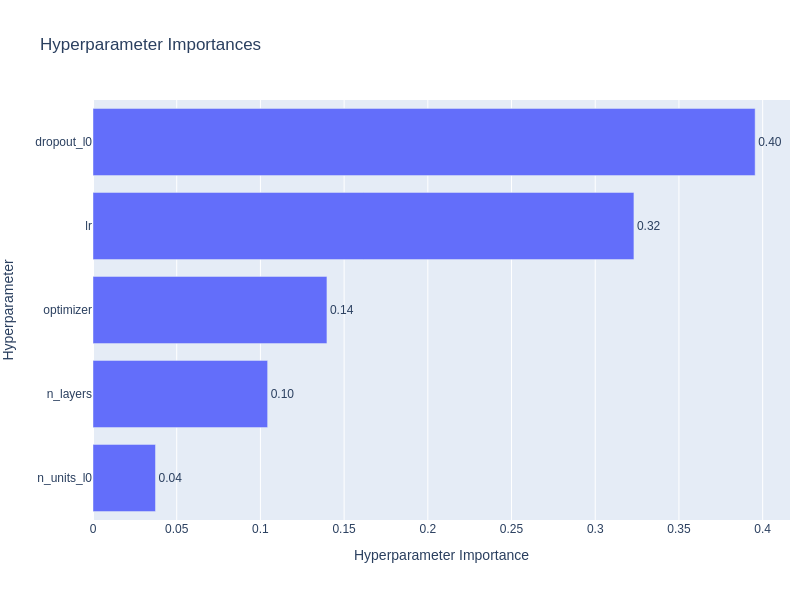 Hyperparameter Importances
dropout_l0
0.40
lr
0.32
optimizer
0.14
n_layers
0.10
n_units_l0
0.04
Hyperparameter
0 0.05 0.1 0.15 0.2 0.25 0.3 0.35 0.4
Hyperparameter Importance